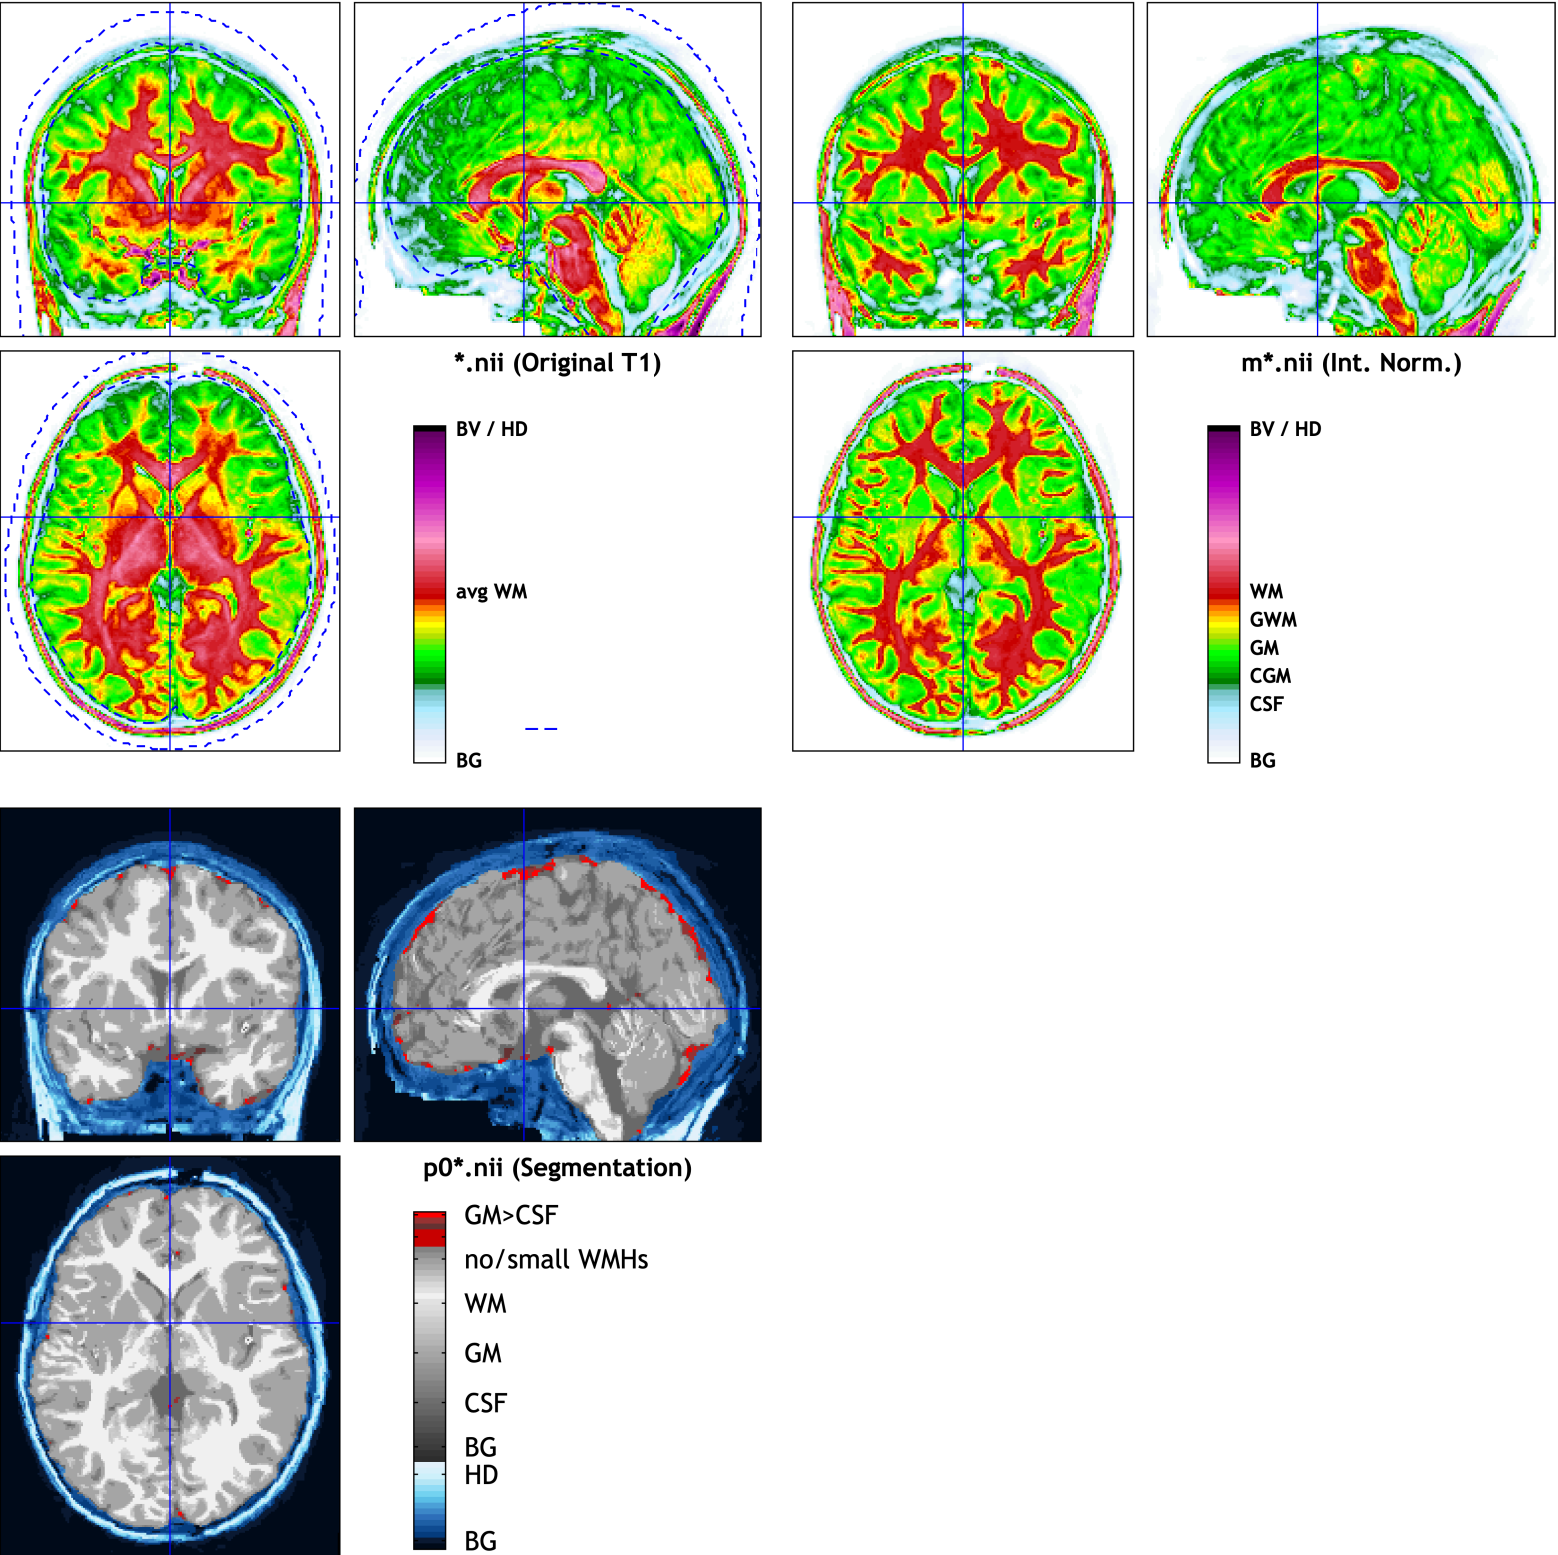 *.nii (Original T1)
BV / HD
avg WM
BG
m*.nii (Int. Norm.)
BV / HD
WM
GWM
GM
CGM
CSF
BG
p0*.nii (Segmentation)
GM>CSF
no/small WMHs
WM
GM
CSF
BG
HD
BG